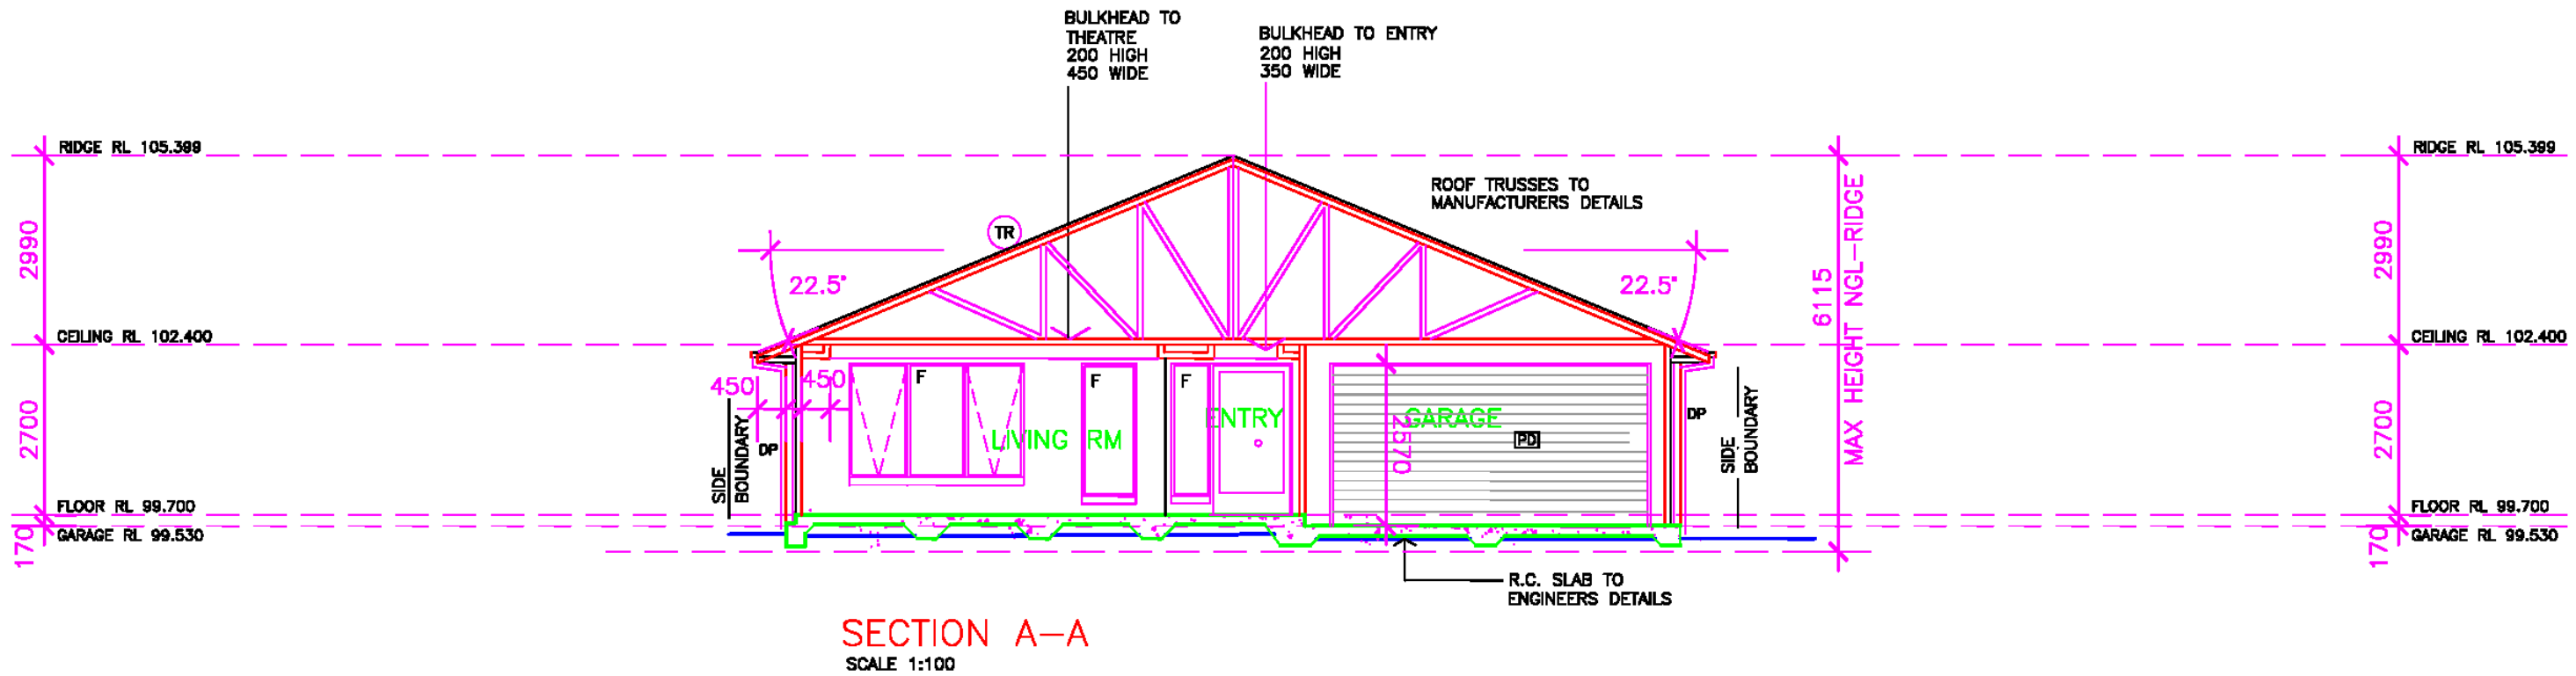 BULKHEAD TO
THEATRE
200 HIGH
450 WIDE
BULKHEAD TO ENTRY
200 HIGH
350 WIDE
RIDGE RL 105.399
RIDGE RL 105.399
ROOF TRUSSES TO
MANUFACTURERS DETAILS
TR
2990
22.5°
22.5°
6115
MAX HEIGHT NGL-RIDGE
2990
CEILING RL 102.400
CEILING RL 102.400
450
450
F
F
F
2700
SIDE
BOUNDARY
DP
LIVING RM
ENTRY
GARAGE
2570
PD
DP
SIDE
BOUNDARY
2700
FLOOR RL 99.700
FLOOR RL 99.700
170
GARAGE RL 99.530
170
GARAGE RL 99.530
R.C. SLAB TO
ENGINEERS DETAILS
SECTION A-A
SCALE 1:100